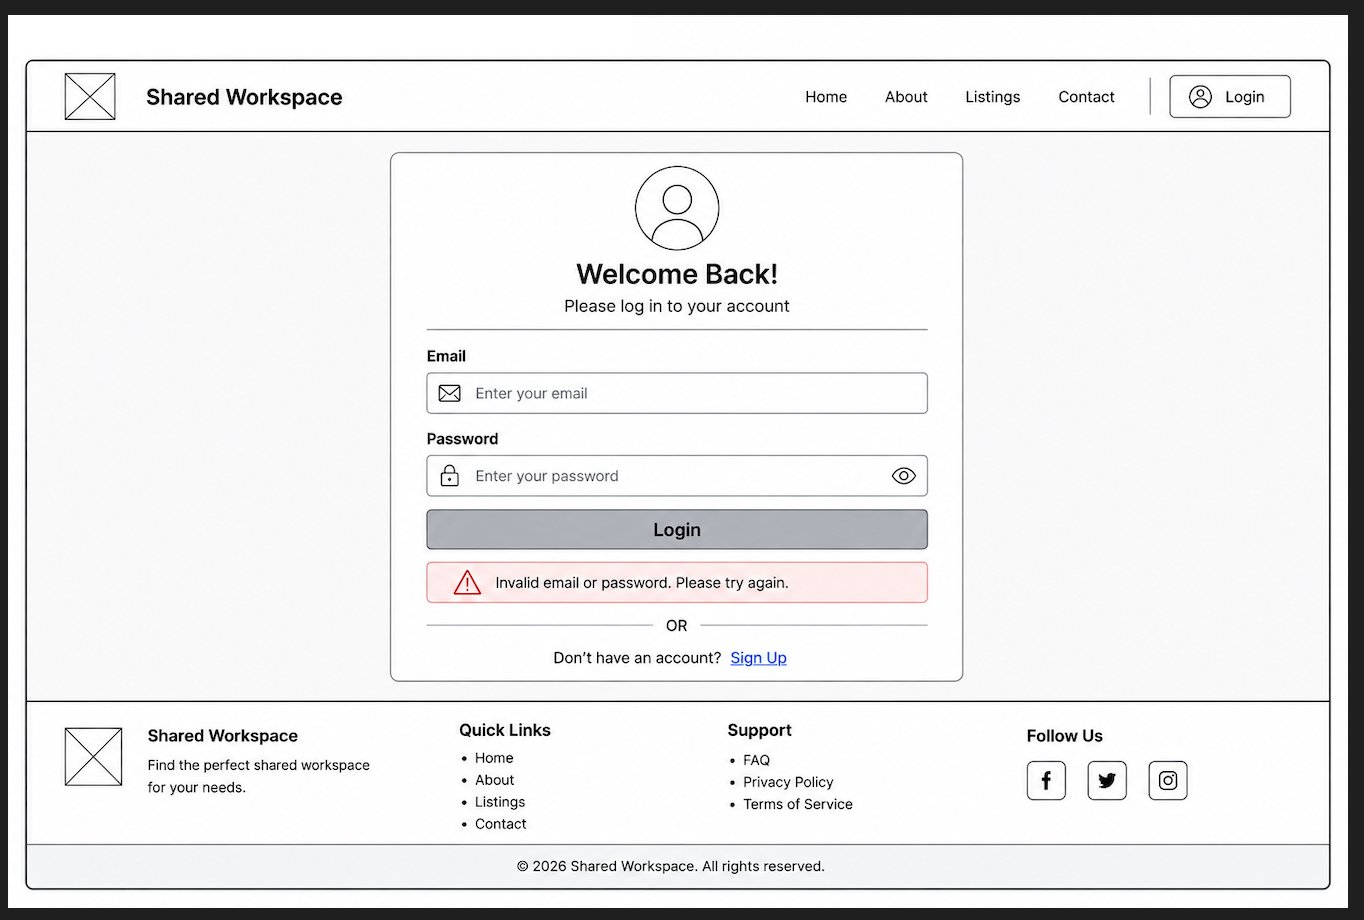 Shared Workspace
Home
About
Listings
Contact
Login
Welcome Back!
Please log in to your account
Email
Enter your email
Password
Enter your password
Login
Invalid email or password. Please try again.
OR
Don’t have an account? Sign Up
Shared Workspace
Find the perfect shared workspace
for your needs.
Quick Links
• Home
• About
• Listings
• Contact
Support
• FAQ
• Privacy Policy
• Terms of Service
Follow Us
© 2026 Shared Workspace. All rights reserved.